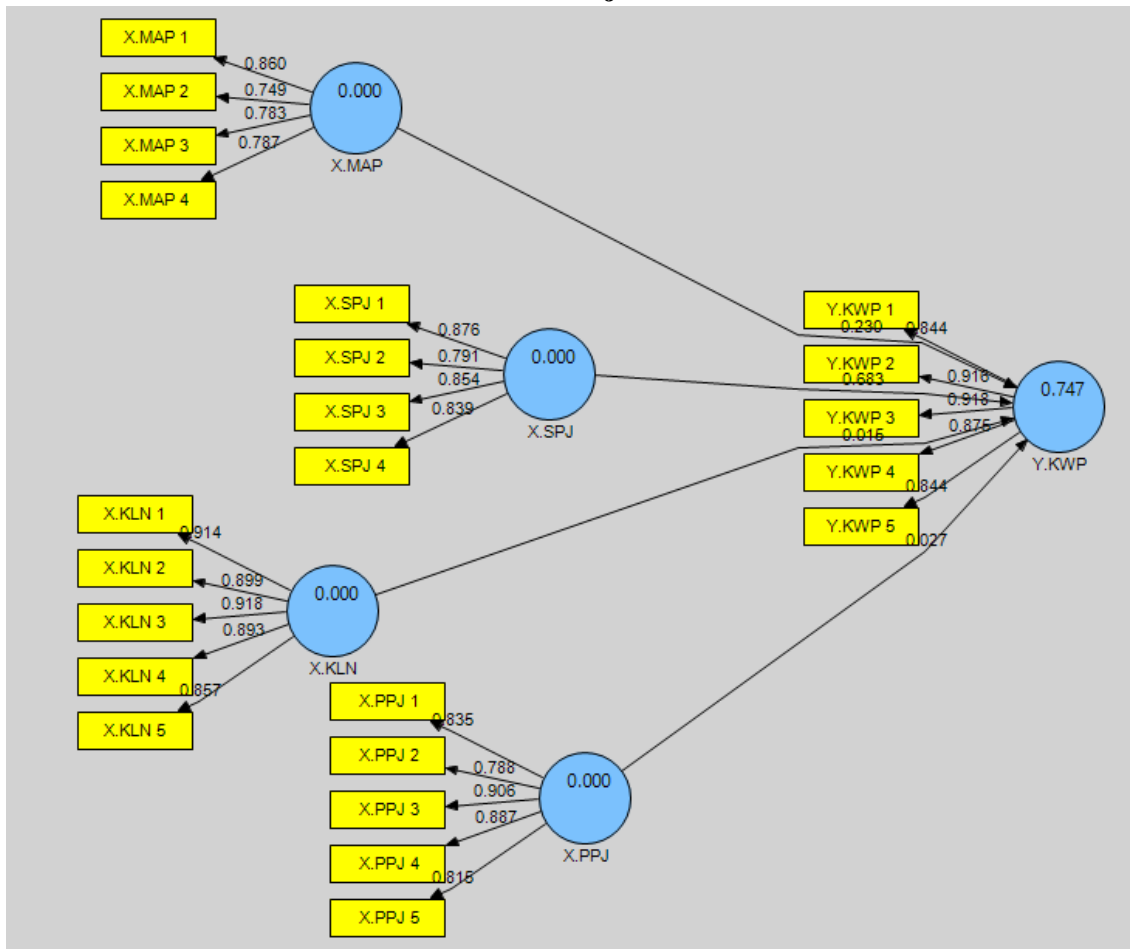 X.MAP 1
0.860
X.MAP 2
0.749
X.MAP 3
0.783
X.MAP 4
0.787
0.000
X.MAP
X.SPJ 1
0.876
X.SPJ 2
0.791
X.SPJ 3
0.854
X.SPJ 4
0.839
0.000
X.SPJ
Y.KWP 1
0.230
0.844
Y.KWP 2
0.916
0.683
Y.KWP 3
0.918
0.015
0.875
Y.KWP 4
0.844
Y.KWP 5
0.027
0.747
Y.KWP
X.KLN 1
0.914
X.KLN 2
0.899
X.KLN 3
0.918
X.KLN 4
0.893
0.857
X.KLN 5
0.000
X.KLN
X.PPJ 1
0.835
X.PPJ 2
0.788
X.PPJ 3
0.906
X.PPJ 4
0.887
0.815
X.PPJ 5
0.000
X.PPJ